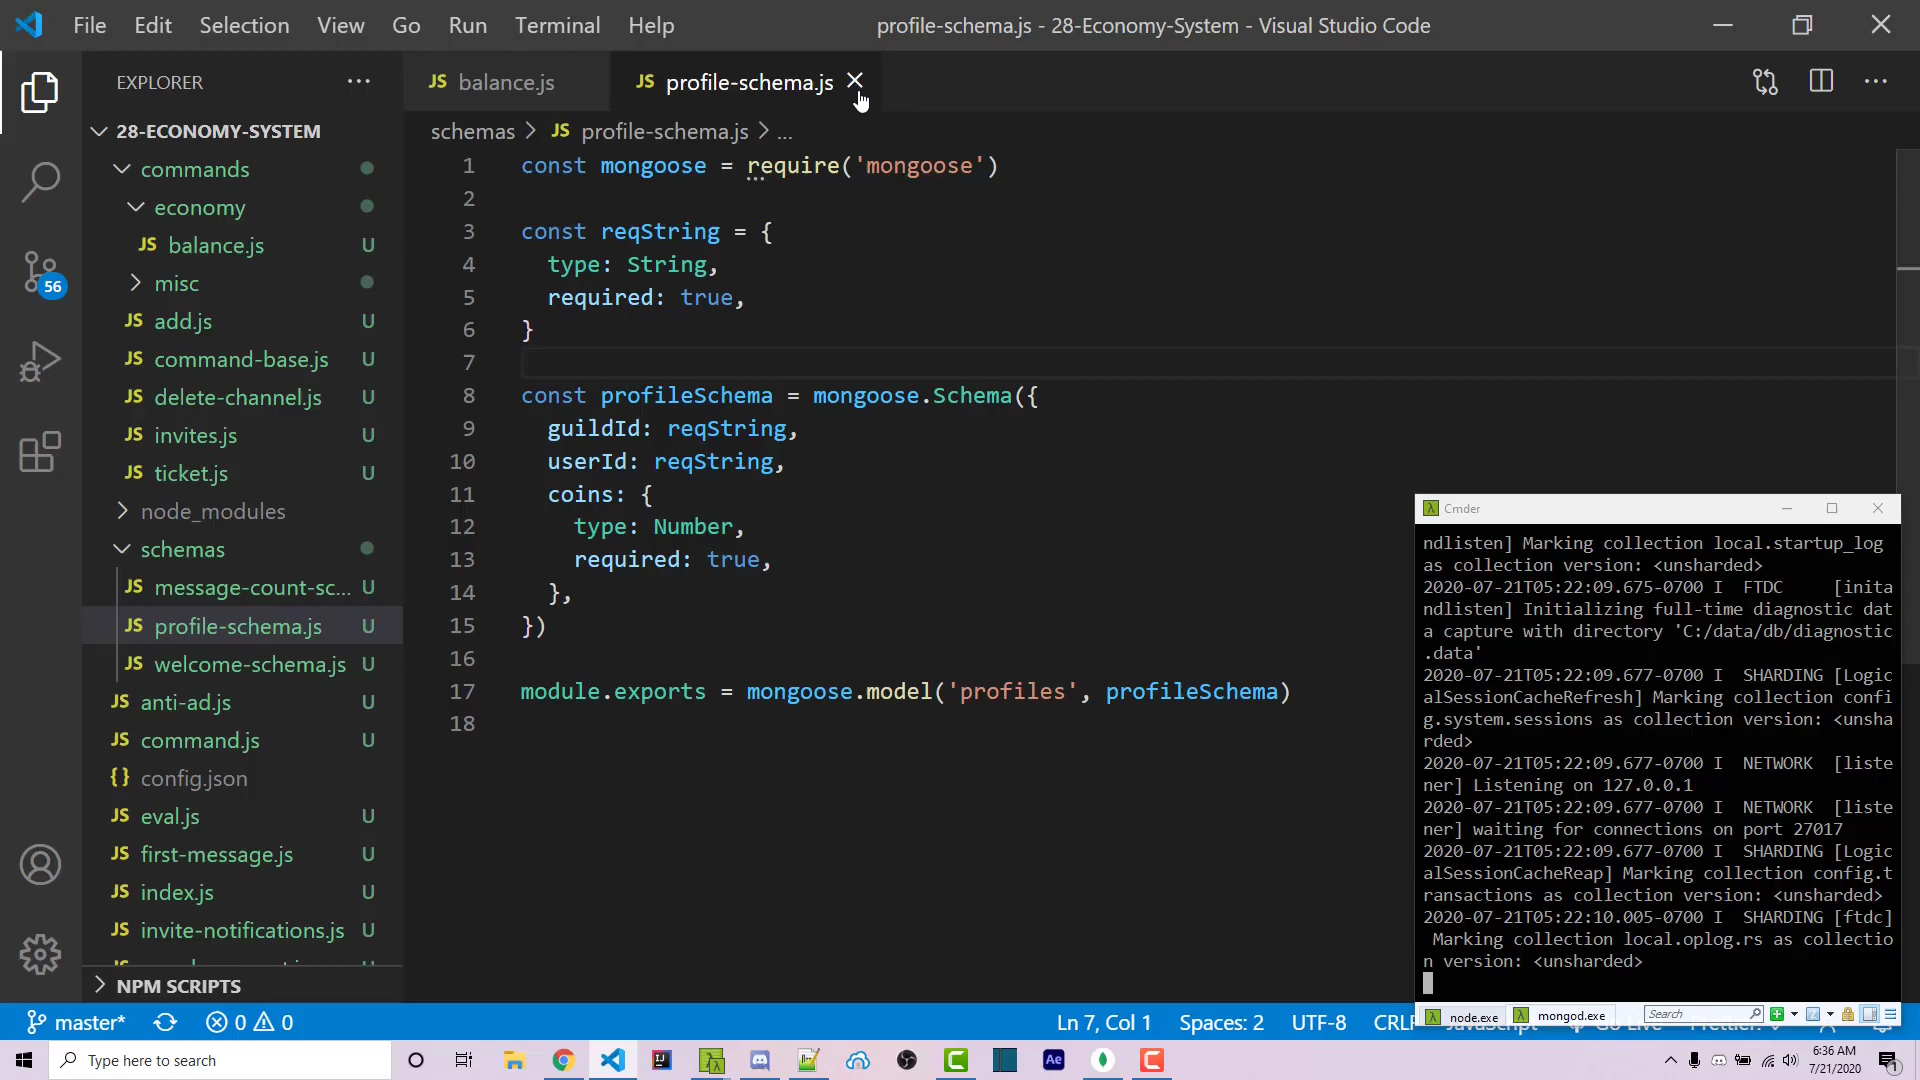 File Edit Selection View Go Run Terminal Help
profile-schema.js - 28-Economy-System - Visual Studio Code
EXPLORER
28-ECONOMY-SYSTEM
commands
economy
JS balance.js U
misc
JS add.js U
JS command-base.js U
JS delete-channel.js U
JS invites.js U
JS ticket.js U
node_modules
schemas
JS message-count-sc... U
JS profile-schema.js U
JS welcome-schema.js U
JS anti-ad.js U
JS command.js U
{} config.json
JS eval.js U
JS first-message.js U
JS index.js U
JS invite-notifications.js U
NPM SCRIPTS
56
JS balance.js
JS profile-schema.js
schemas > JS profile-schema.js > ...
1 const mongoose = require('mongoose')
2
3 const reqString = {
4 type: String,
5 required: true,
6 }
7
8 const profileSchema = mongoose.Schema({
9 guildId: reqString,
10 userId: reqString,
11 coins: {
12 type: Number,
13 required: true,
14 },
15 })
16
17 module.exports = mongoose.model('profiles', profileSchema)
18
Cmder
ndlisten] Marking collection local.startup_log
as collection version: <unsharded>
2020-07-21T05:22:09.675-0700 I FTDC [inita
ndlisten] Initializing full-time diagnostic dat
a capture with directory 'C:/data/db/diagnostic
.data'
2020-07-21T05:22:09.677-0700 I SHARDING [Logic
alSessionCacheRefresh] Marking collection confi
g.system.sessions as collection version: <unsha
rded>
2020-07-21T05:22:09.677-0700 I NETWORK [liste
ner] Listening on 127.0.0.1
2020-07-21T05:22:09.677-0700 I NETWORK [liste
ner] waiting for connections on port 27017
2020-07-21T05:22:09.677-0700 I SHARDING [Logic
alSessionCacheReap] Marking collection config.t
ransactions as collection version: <unsharded>
2020-07-21T05:22:10.005-0700 I SHARDING [ftdc]
Marking collection local.oplog.rs as collectio
n version: <unsharded>
node.exe mongod.exe Search
master* 0 0
Ln 7, Col 1 Spaces: 2 UTF-8 CRLF
Type here to search
6:36 AM
7/21/2020